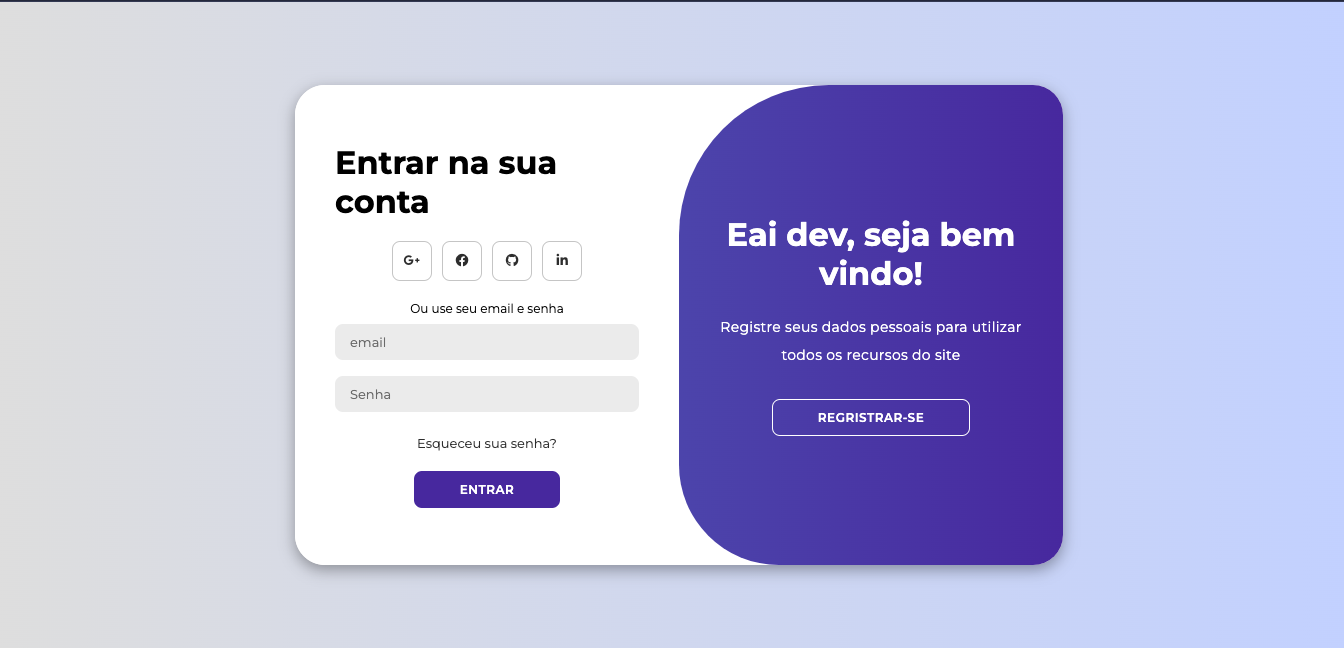 Entrar na sua
conta
G+
in
Ou use seu email e senha
email
Senha
Esqueceu sua senha?
ENTRAR
Eai dev, seja bem
vindo!
Registre seus dados pessoais para utilizar
todos os recursos do site
REGRISTRAR-SE